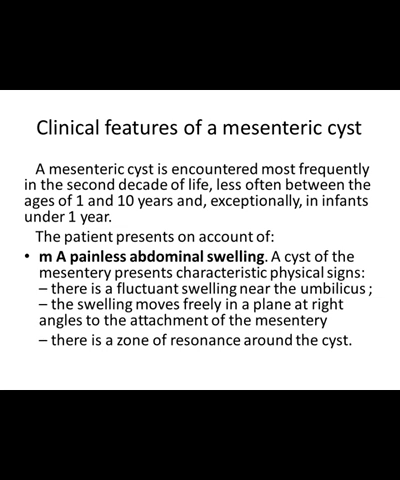 Clinical features of a mesenteric cyst
A mesenteric cyst is encountered most frequently
in the second decade of life, less often between the
ages of 1 and 10 years and, exceptionally, in infants
under 1 year.
The patient presents on account of:
• m A painless abdominal swelling. A cyst of the
mesentery presents characteristic physical signs:
– there is a fluctuant swelling near the umbilicus ;
– the swelling moves freely in a plane at right
angles to the attachment of the mesentery
– there is a zone of resonance around the cyst.